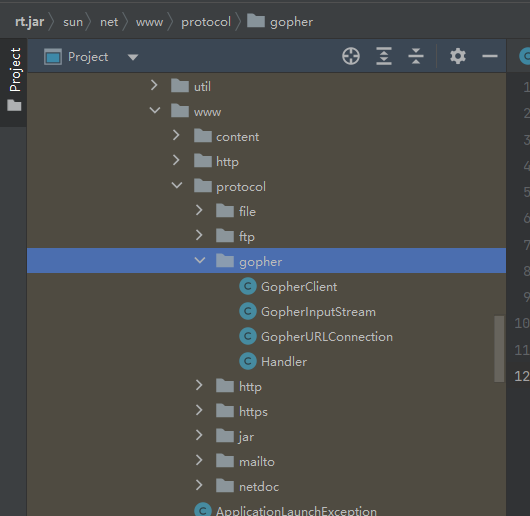 rt.jar sun net www protocol gopher
Project
Project
util
www
content
http
protocol
file
ftp
gopher
GopherClient
GopherInputStream
GopherURLConnection
Handler
http
https
jar
mailto
netdoc
ApplicationLaunchException
1
2
3
4
5
6
7
8
9
10
11
12